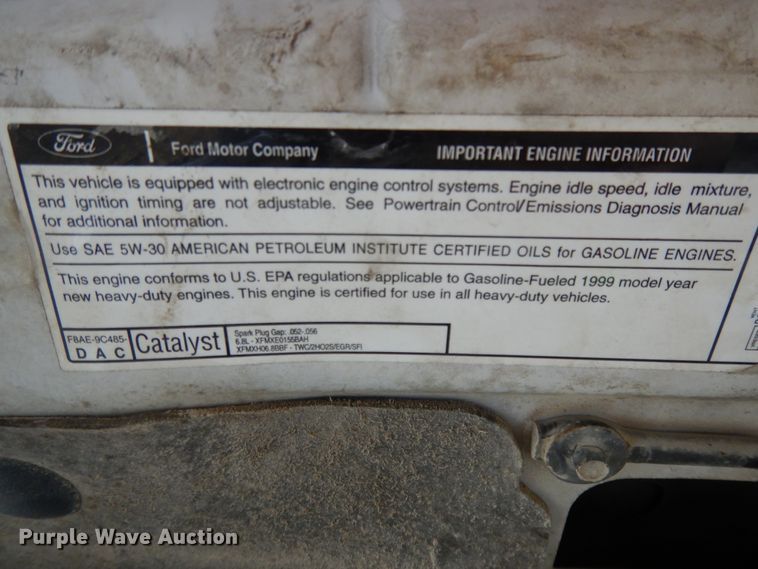 Ford Ford Motor Company IMPORTANT ENGINE INFORMATION
This vehicle is equipped with electronic engine control systems. Engine idle speed, idle mixture,
and ignition timing are not adjustable. See Powertrain Control/Emissions Diagnosis Manual
for additional information.
Use SAE 5W-30 AMERICAN PETROLEUM INSTITUTE CERTIFIED OILS for GASOLINE ENGINES.
This engine conforms to U.S. EPA regulations applicable to Gasoline-Fueled 1999 model year
new heavy-duty engines. This engine is certified for use in all heavy-duty vehicles.
F8AE-9C485-
D A C
Catalyst
Spark Plug Gap: .052-.056
6.8L - XFMXE0155BAH
XFMXH06.8BBF - TWC/2HO2S/EGR/SFI
Purple Wave Auction